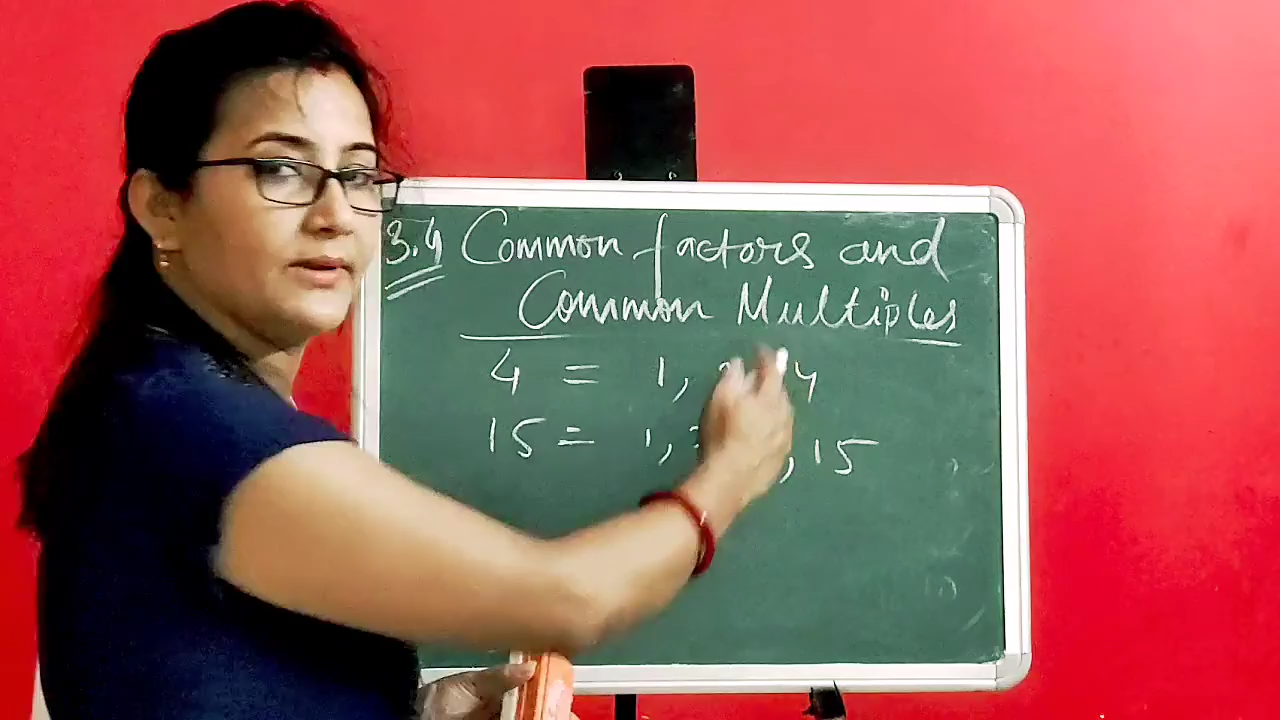 3.4 Common factors and
Common Multiples
4 = 1, 4
15 = 1, , 15